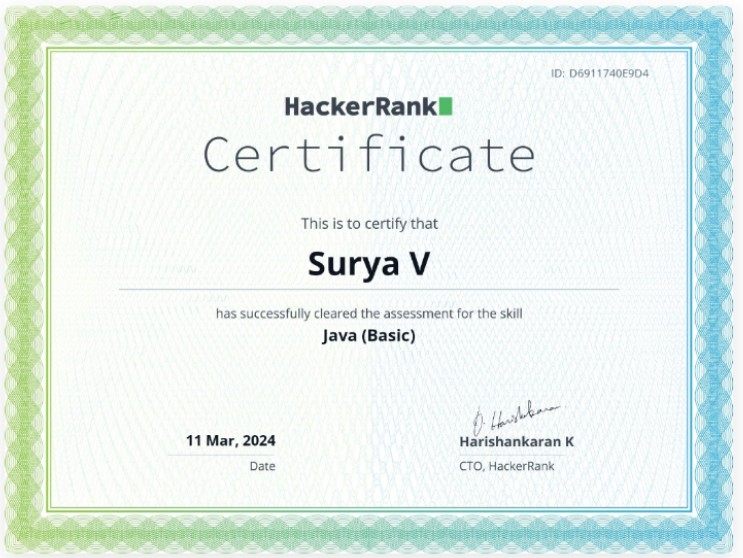 ID: D6911740E9D4
HackerRank
Certificate
This is to certify that
Surya V
has successfully cleared the assessment for the skill
Java (Basic)
11 Mar, 2024
Date
Harishankaran K
CTO, HackerRank